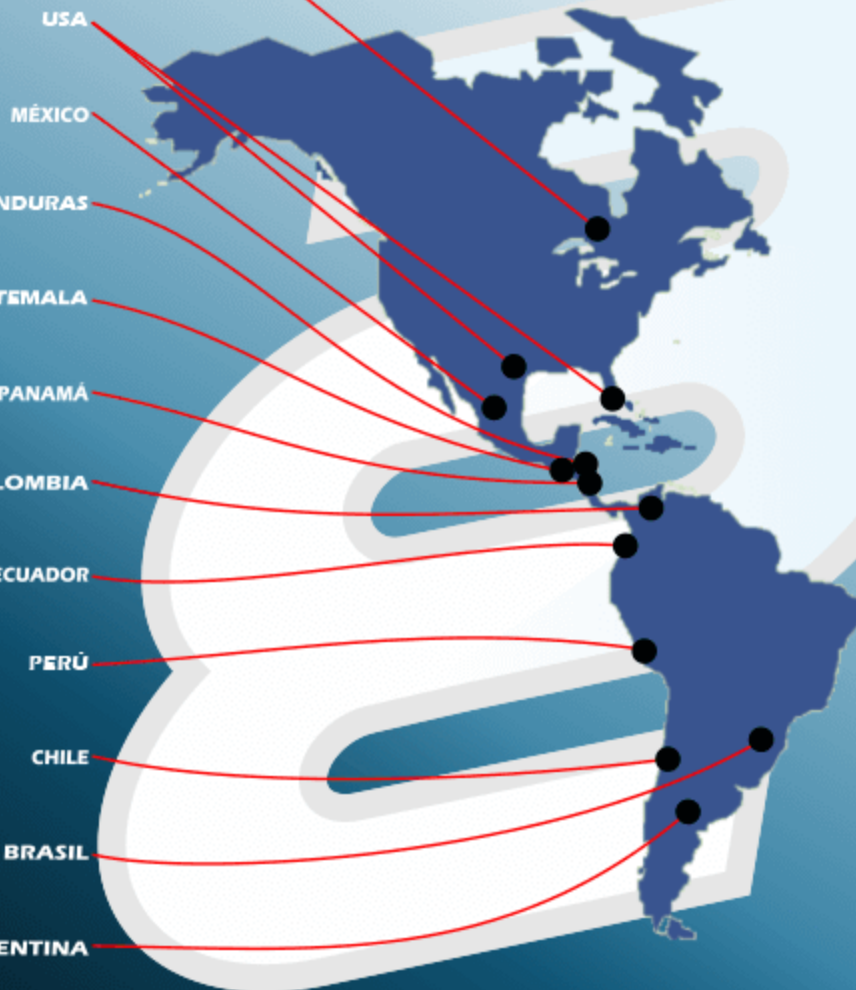 USA
MÉXICO
NDURAS
TEMALA
PANAMÁ
LOMBIA
ECUADOR
PERÚ
CHILE
BRASIL
ENTINA